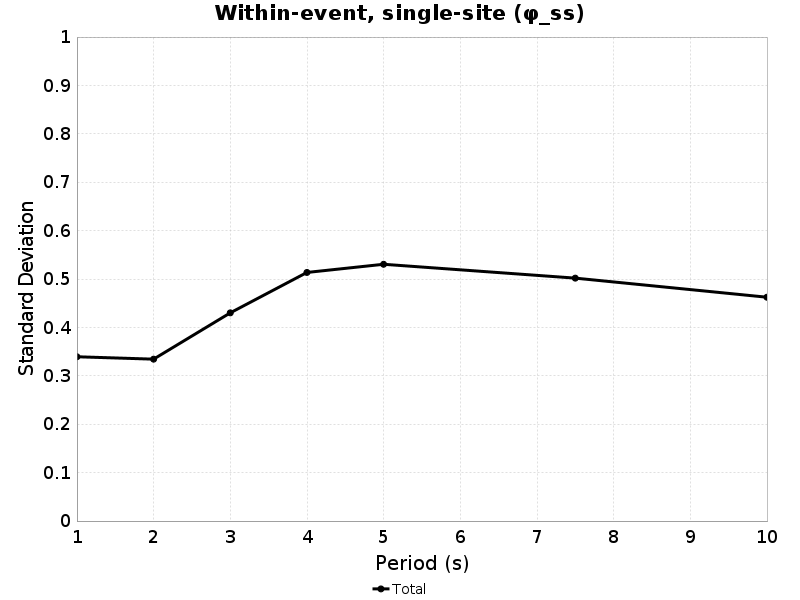 Within-event, single-site (φ_ss)
1
0.9
0.8
0.7
0.6
0.5
0.4
0.3
0.2
0.1
0
Standard Deviation
1 2 3 4 5 6 7 8 9 10
Period (s)
Total